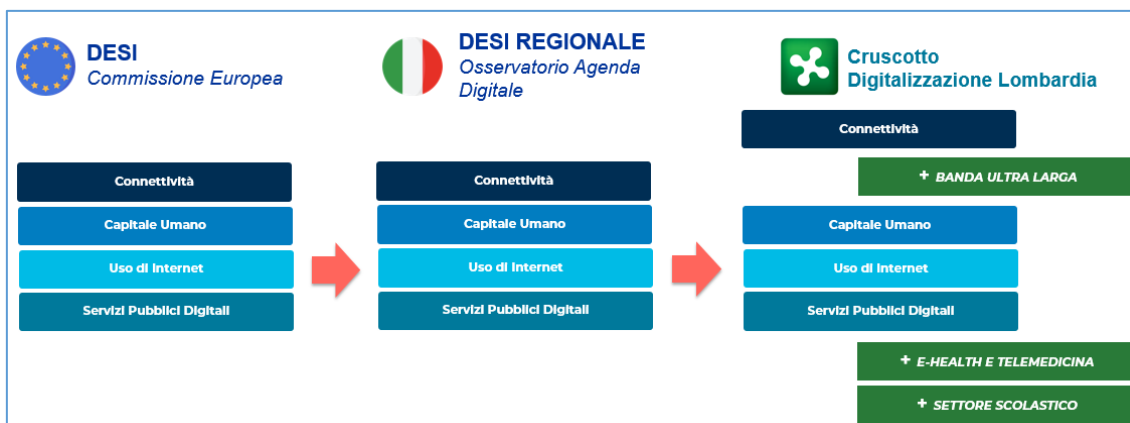 DESI
Commissione Europea
Connettività
Capitale Umano
Uso di Internet
Servizi Pubblici Digitali
DESI REGIONALE
Osservatorio Agenda
Digitale
Connettività
Capitale Umano
Uso di Internet
Servizi Pubblici Digitali
Cruscotto
Digitalizzazione Lombardia
Connettività
+ BANDA ULTRA LARGA
Capitale Umano
Uso di Internet
Servizi Pubblici Digitali
+ E-HEALTH E TELEMEDICINA
+ SETTORE SCOLASTICO